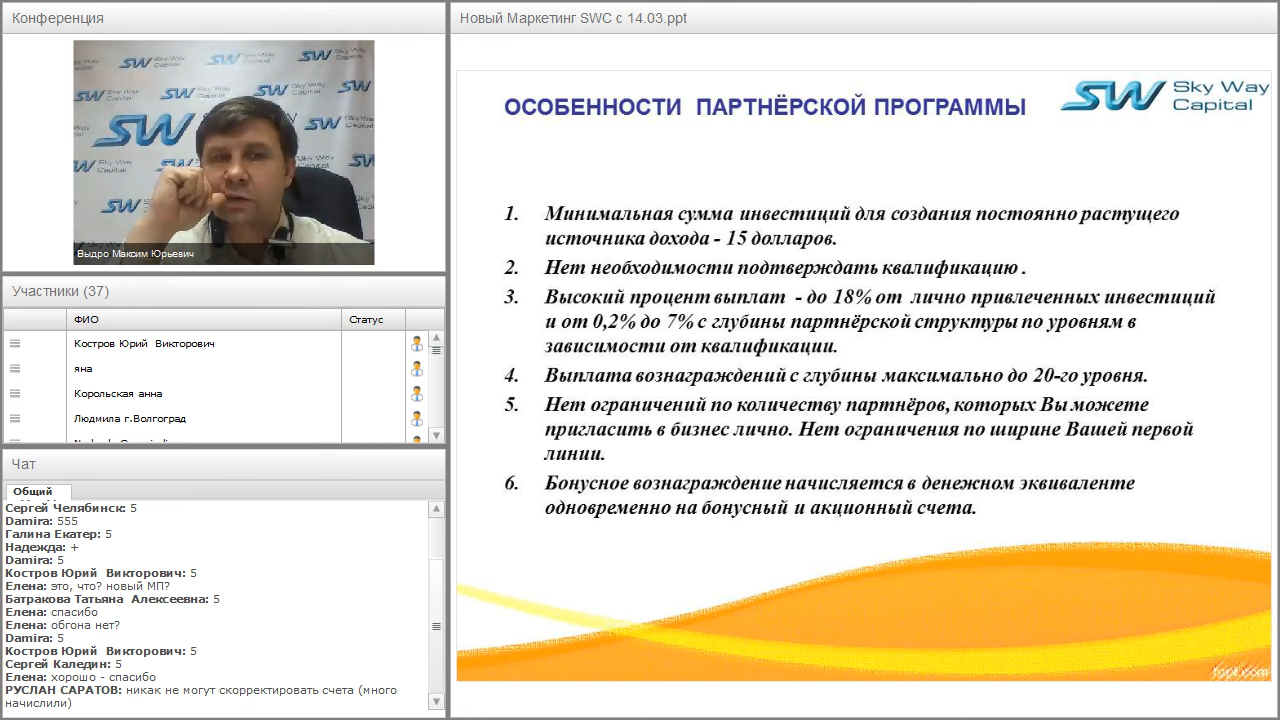 Конференция
Sky Way
Capital
SW
Выдро Максим Юрьевич
Участники (37)
ФИО
Статус
Костров Юрий Викторович
яна
Корольская анна
Людмила г.Волгоград
Чат
Общий
Сергей Челябинск: 5
Damira: 555
Галина Екатер: 5
Надежда: +
Damira: 5
Костров Юрий Викторович: 5
Елена: это, что? новый МП?
Батракова Татьяна Алексеевна: 5
Елена: спасибо
Елена: обгона нет?
Damira: 5
Костров Юрий Викторович: 5
Сергей Каледин: 5
Елена: хорошо - спасибо
РУСЛАН САРАТОВ: никак не могут скорректировать счета (много
начислили)
Новый Маркетинг SWC с 14.03.ppt
ОСОБЕННОСТИ ПАРТНЁРСКОЙ ПРОГРАММЫ
SW Sky Way
Capital
1. Минимальная сумма инвестиций для создания постоянно растущего
источника дохода - 15 долларов.
2. Нет необходимости подтверждать квалификацию .
3. Высокий процент выплат - до 18% от лично привлеченных инвестиций
и от 0,2% до 7% с глубины партнёрской структуры по уровням в
зависимости от квалификации.
4. Выплата вознаграждений с глубины максимально до 20-го уровня.
5. Нет ограничений по количеству партнёров, которых Вы можете
пригласить в бизнес лично. Нет ограничения по ширине Вашей первой
линии.
6. Бонусное вознаграждение начисляется в денежном эквиваленте
одновременно на бонусный и акционный счета.
fppt.com